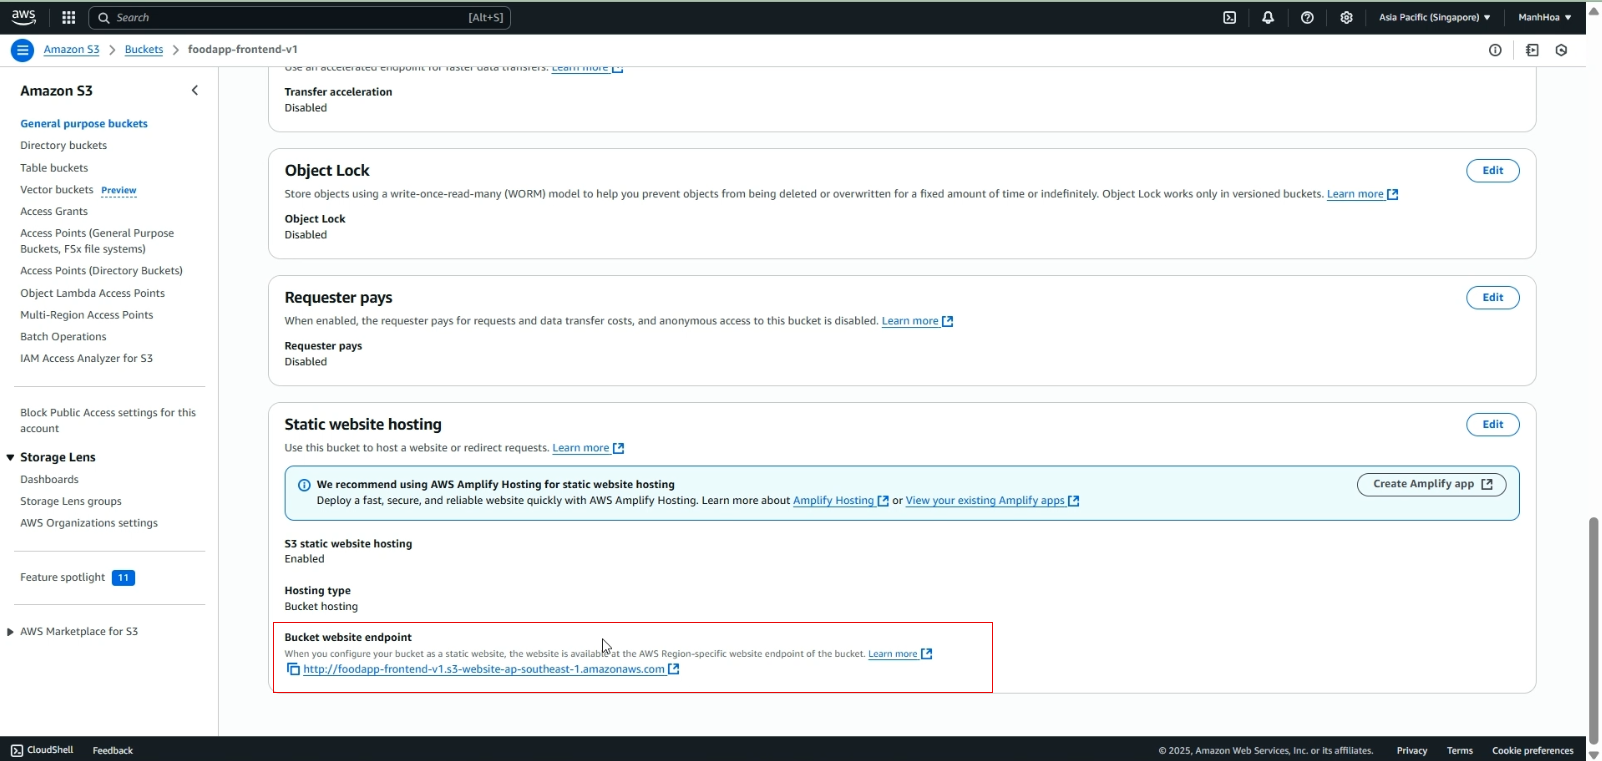 aws
Search
[Alt+S]
Asia Pacific (Singapore)
ManhHoa
Amazon S3
Buckets
foodapp-frontend-v1
Amazon S3
General purpose buckets
Directory buckets
Table buckets
Vector buckets Preview
Access Grants
Access Points (General Purpose
Buckets, FSx file systems)
Access Points (Directory Buckets)
Object Lambda Access Points
Multi-Region Access Points
Batch Operations
IAM Access Analyzer for S3
Block Public Access settings for this
account
Storage Lens
Dashboards
Storage Lens groups
AWS Organizations settings
Feature spotlight 11
AWS Marketplace for S3
Use an accelerated endpoint for faster data transfers. Learn more
Transfer acceleration
Disabled
Object Lock
Edit
Store objects using a write-once-read-many (WORM) model to help you prevent objects from being deleted or overwritten for a fixed amount of time or indefinitely. Object Lock works only in versioned buckets. Learn more
Object Lock
Disabled
Requester pays
Edit
When enabled, the requester pays for requests and data transfer costs, and anonymous access to this bucket is disabled. Learn more
Requester pays
Disabled
Static website hosting
Edit
Use this bucket to host a website or redirect requests. Learn more
We recommend using AWS Amplify Hosting for static website hosting
Deploy a fast, secure, and reliable website quickly with AWS Amplify Hosting. Learn more about Amplify Hosting or View your existing Amplify apps
Create Amplify app
S3 static website hosting
Enabled
Hosting type
Bucket hosting
Bucket website endpoint
When you configure your bucket as a static website, the website is available at the AWS Region-specific website endpoint of the bucket. Learn more
http://foodapp-frontend-v1.s3-website-ap-southeast-1.amazonaws.com
CloudShell
Feedback
© 2025, Amazon Web Services, Inc. or its affiliates.
Privacy
Terms
Cookie preferences